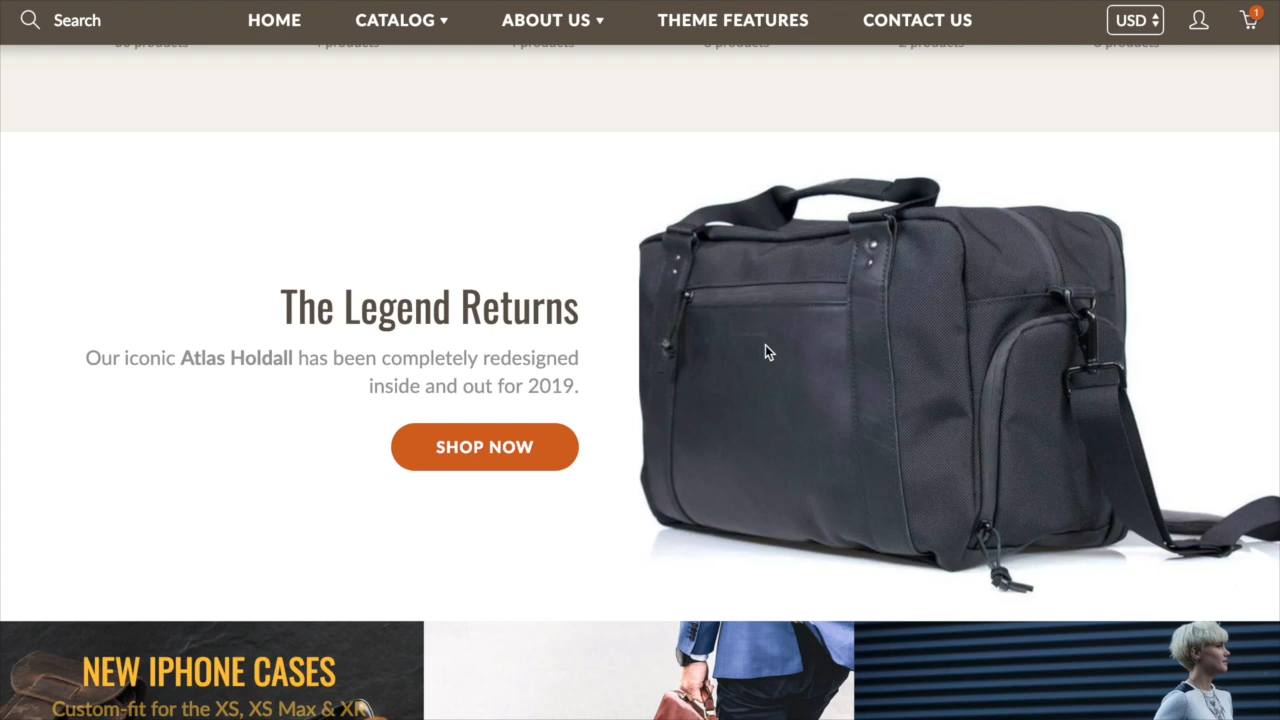 Search HOME CATALOG ▾ ABOUT US ▾ THEME FEATURES CONTACT US USD 1
The Legend Returns
Our iconic Atlas Holdall has been completely redesigned
inside and out for 2019.
SHOP NOW
NEW IPHONE CASES
Custom-fit for the XS, XS Max & XR